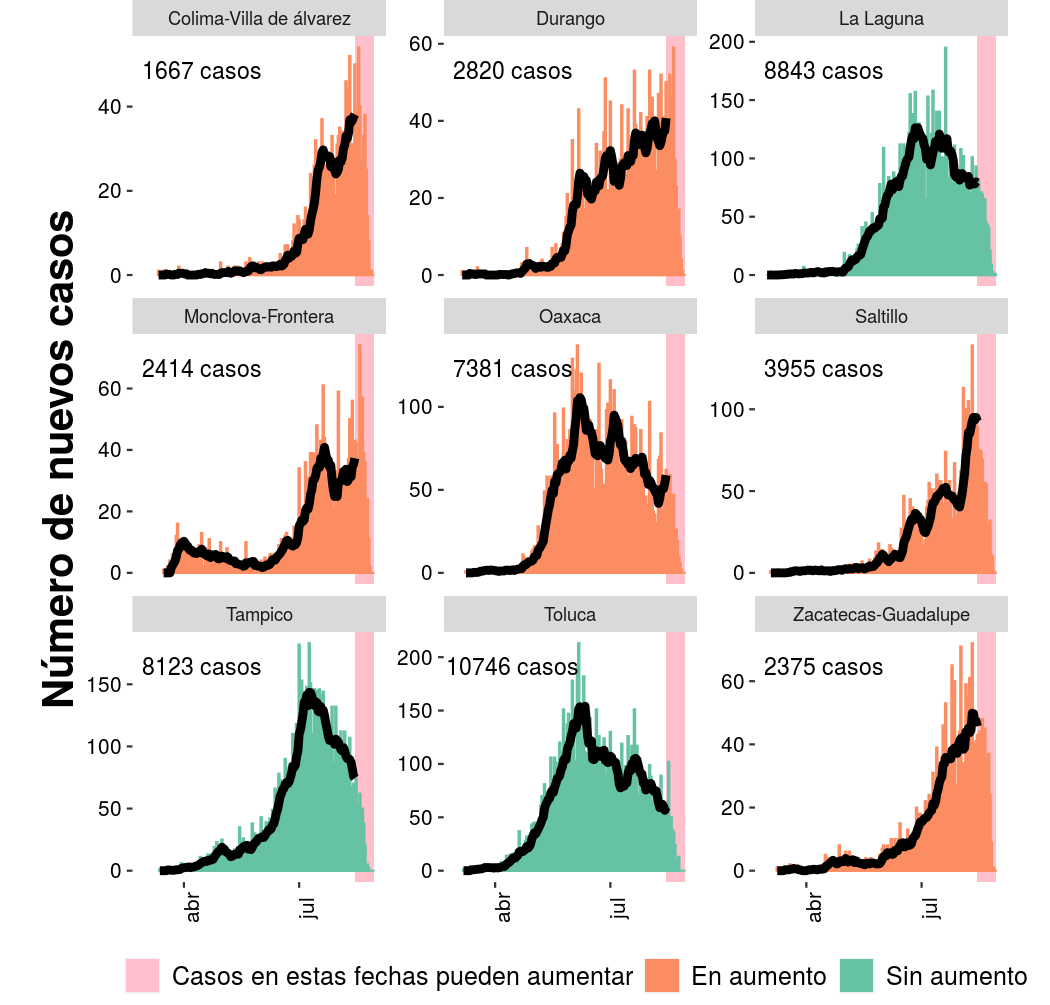 Número de nuevos casos
Colima-Villa de álvarez
1667 casos
40
20
0
Durango
2820 casos
60
40
20
0
La Laguna
8843 casos
200
150
100
50
0
Monclova-Frontera
2414 casos
60
40
20
0
Oaxaca
7381 casos
100
50
0
Saltillo
3955 casos
100
50
0
Tampico
8123 casos
150
100
50
0
abr
jul
Toluca
10746 casos
200
150
100
50
0
abr
jul
Zacatecas-Guadalupe
2375 casos
60
40
20
0
abr
jul
Casos en estas fechas pueden aumentar
En aumento
Sin aumento